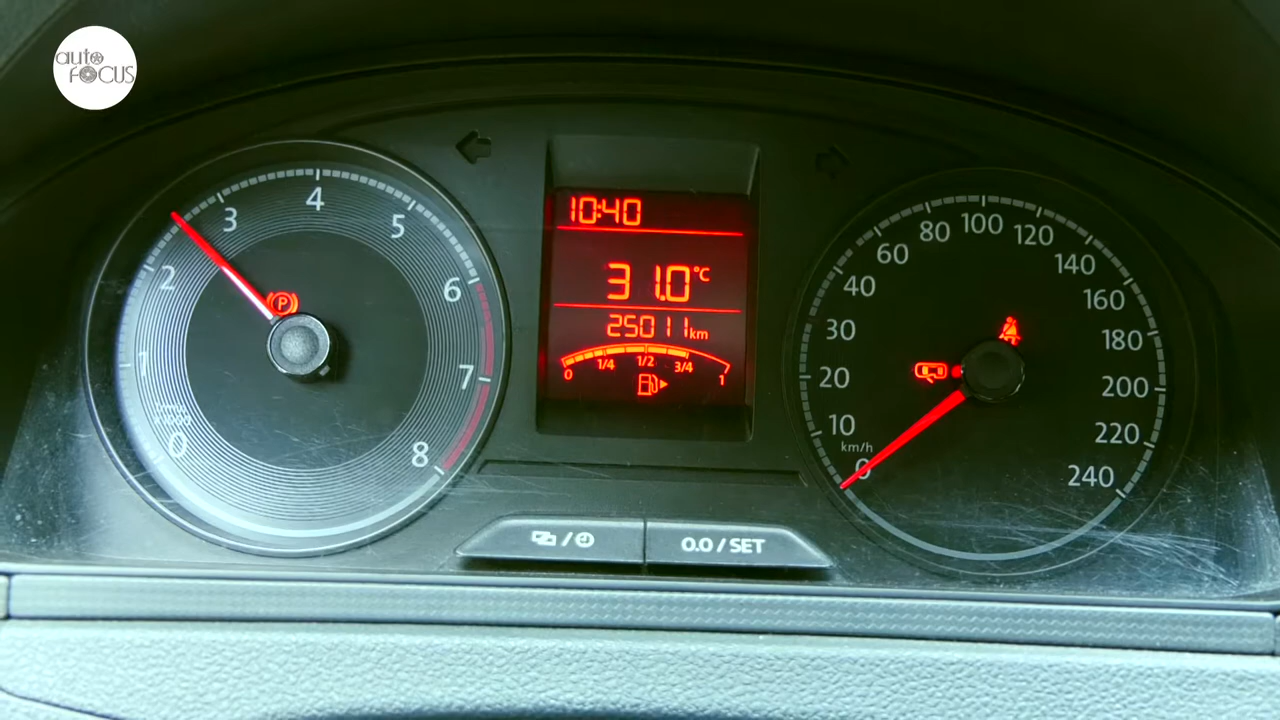 auto
FOCUS
10:40
31.0°C
25011km
0 1/4 1/2 3/4 1
0 1 2 3 4 5 6 7 8
P
0 10 20 30 40 60 80 100 120 140 160 180 200 220 240
km/h
/
0.0 / SET